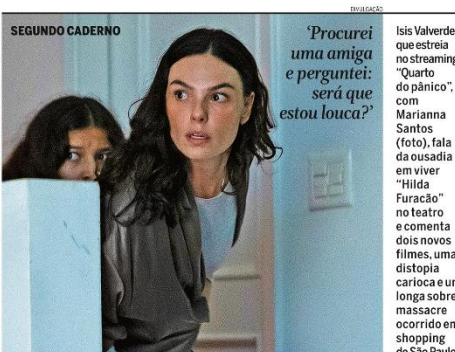 DIVULGAÇÃO
SEGUNDO CADERNO
‘Procurei
uma amiga
e perguntei:
será que
estou louca?’
Isis Valverde,
que estreia
no streaming
“Quarto
do pânico”,
com
Marianna
Santos
(foto), fala
da ousadia
em viver
“Hilda
Furacão”
no teatro
e comenta
dois novos
filmes, uma
distopia
carioca e um
longa sobre
massacre
ocorrido em
shopping
de São Paulo